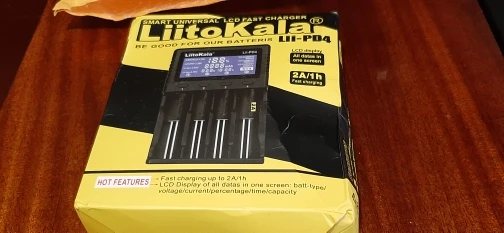 SMART UNIVERSAL LCD FAST CHARGER
LiitoKala®
Lii-PD4
BE GOOD FOR OUR BATTERIS
LCD display
All datas in
one screen
2A/1h
Fast charging
LiitoKala
Lii-PD4
HOT FEATURES
Fast charging up to 2A/1h
LCD Display of all datas in one screen: batt-type/
voltage/current/percentage/time/capacity